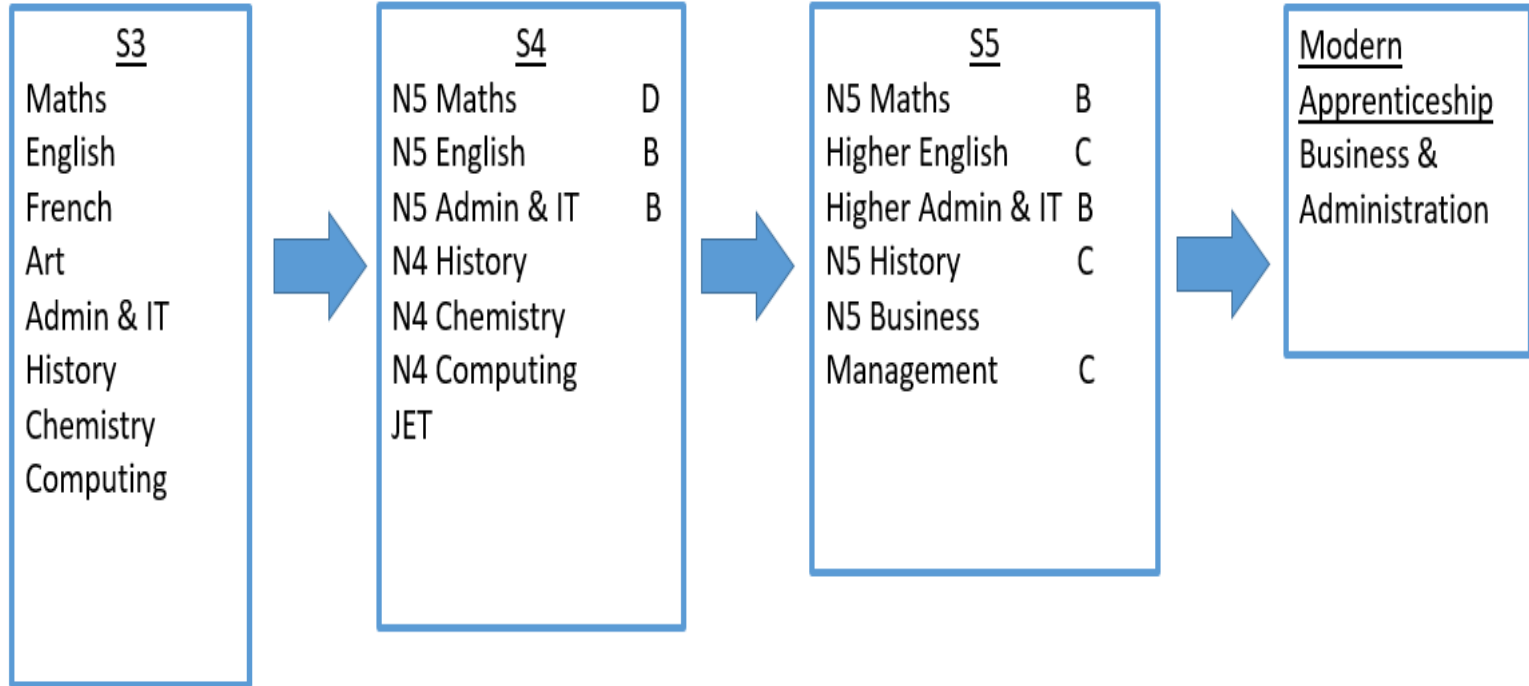 S3
Maths
English
French
Art
Admin & IT
History
Chemistry
Computing
S4
N5 Maths D
N5 English B
N5 Admin & IT B
N4 History
N4 Chemistry
N4 Computing
JET
S5
N5 Maths B
Higher English C
Higher Admin & IT B
N5 History C
N5 Business
Management C
Modern
Apprenticeship
Business &
Administration